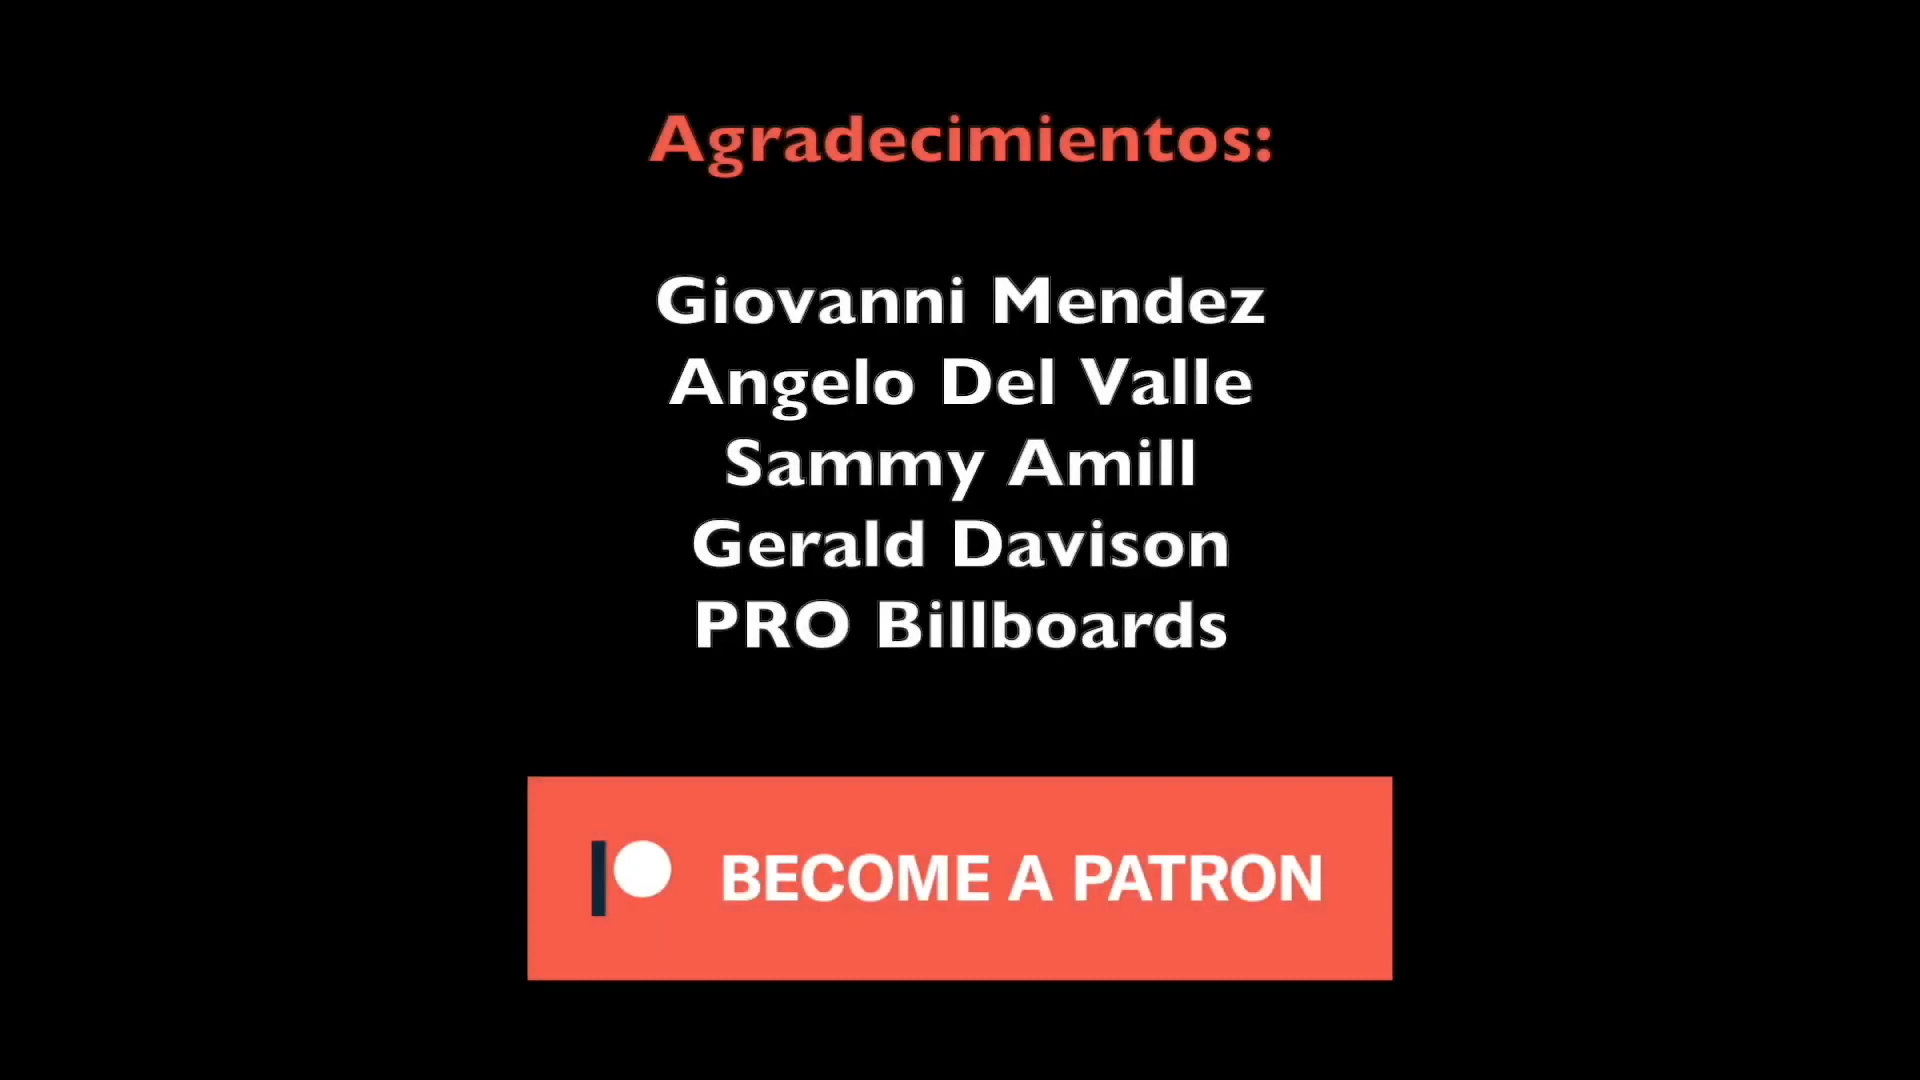 Agradecimientos:
Giovanni Mendez
Angelo Del Valle
Sammy Amill
Gerald Davison
PRO Billboards
BECOME A PATRON